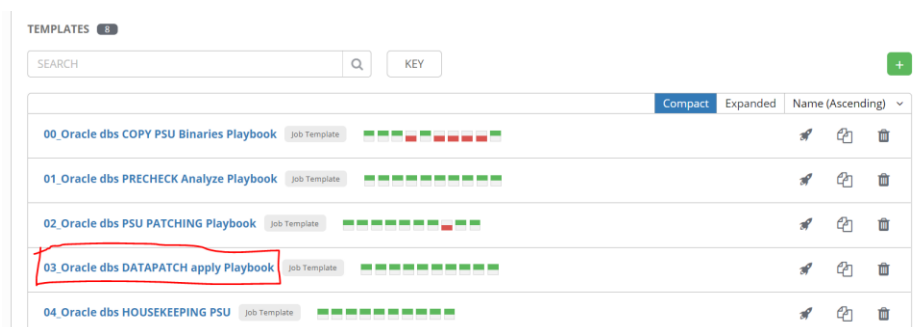 TEMPLATES 8
SEARCH KEY +
Compact Expanded Name (Ascending)
00_Oracle dbs COPY PSU Binaries Playbook Job Template
01_Oracle dbs PRECHECK Analyze Playbook Job Template
02_Oracle dbs PSU PATCHING Playbook Job Template
03_Oracle dbs DATAPATCH apply Playbook Job Template
04_Oracle dbs HOUSEKEEPING PSU Job Template